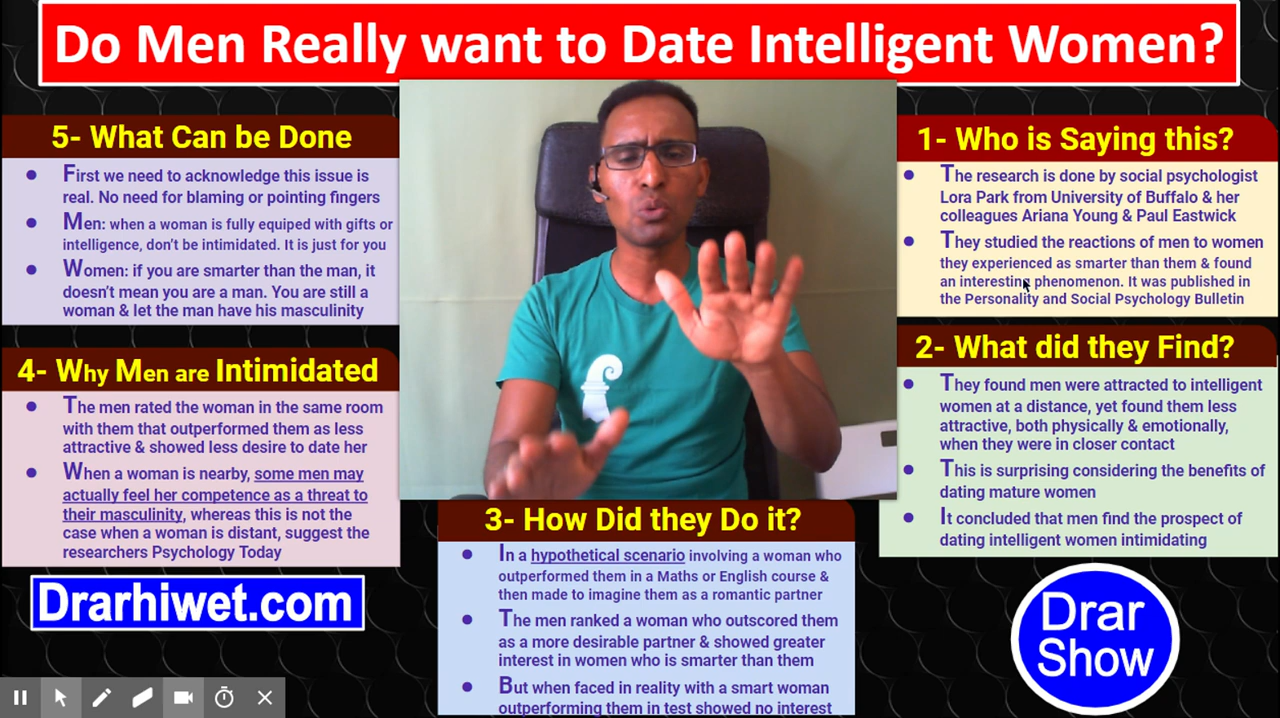 Do Men Really want to Date Intelligent Women?
1- Who is Saying this?
● The research is done by social psychologist
Lora Park from University of Buffalo & her
colleagues Ariana Young & Paul Eastwick
● They studied the reactions of men to women
they experienced as smarter than them & found
an interesting phenomenon. It was published in
the Personality and Social Psychology Bulletin
2- What did they Find?
● They found men were attracted to intelligent
women at a distance, yet found them less
attractive, both physically & emotionally,
when they were in closer contact
● This is surprising considering the benefits of
dating mature women
● It concluded that men find the prospect of
dating intelligent women intimidating
3- How Did they Do it?
● In a hypothetical scenario involving a woman who
outperformed them in a Maths or English course &
then made to imagine them as a romantic partner
● The men ranked a woman who outscored them
as a more desirable partner & showed greater
interest in women who is smarter than them
● But when faced in reality with a smart woman
outperforming them in test showed no interest
4- Why Men are Intimidated
● The men rated the woman in the same room
with them that outperformed them as less
attractive & showed less desire to date her
● When a woman is nearby, some men may
actually feel her competence as a threat to
their masculinity, whereas this is not the
case when a woman is distant, suggest the
researchers Psychology Today
5- What Can be Done
● First we need to acknowledge this issue is
real. No need for blaming or pointing fingers
● Men: when a woman is fully equiped with gifts or
intelligence, don't be intimidated. It is just for you
● Women: if you are smarter than the man, it
doesn't mean you are a man. You are still a
woman & let the man have his masculinity
Drarhiwet.com
Drar
Show